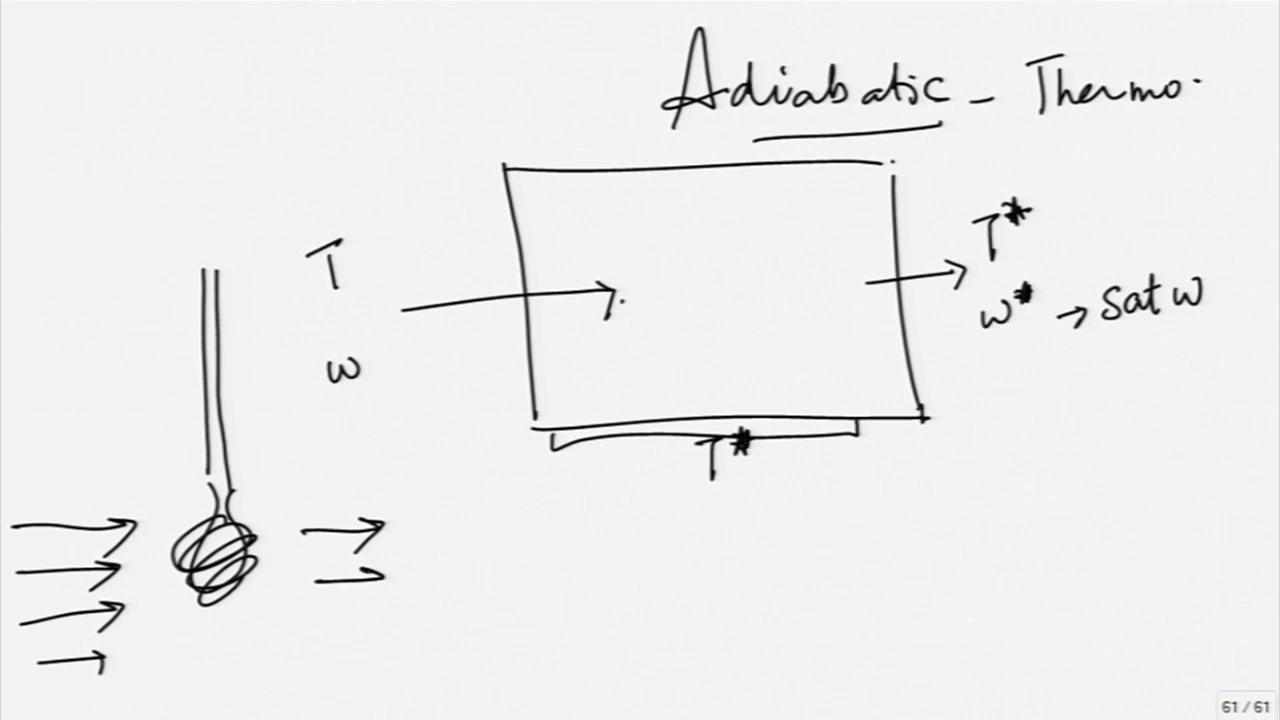 Adiabatic - Thermo.
T
T*
w* → sat w
w
T*
61 / 61